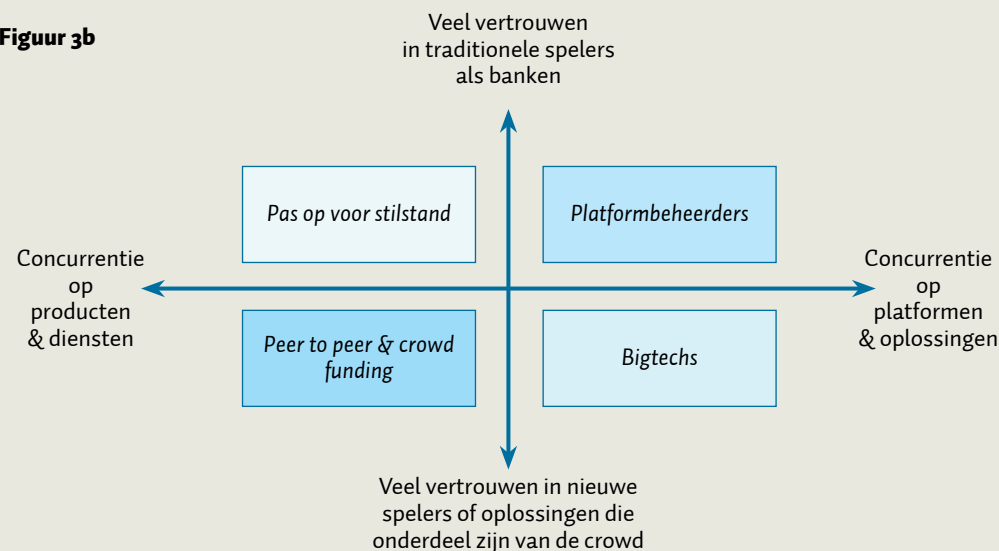 Figuur 3b
Veel vertrouwen
in traditionele spelers
als banken
Pas op voor stilstand
Platformbeheerders
Concurrentie
op
producten
& diensten
Concurrentie
op
platformen
& oplossingen
Peer to peer & crowd
funding
Bigtechs
Veel vertrouwen in nieuwe
spelers of oplossingen die
onderdeel zijn van de crowd